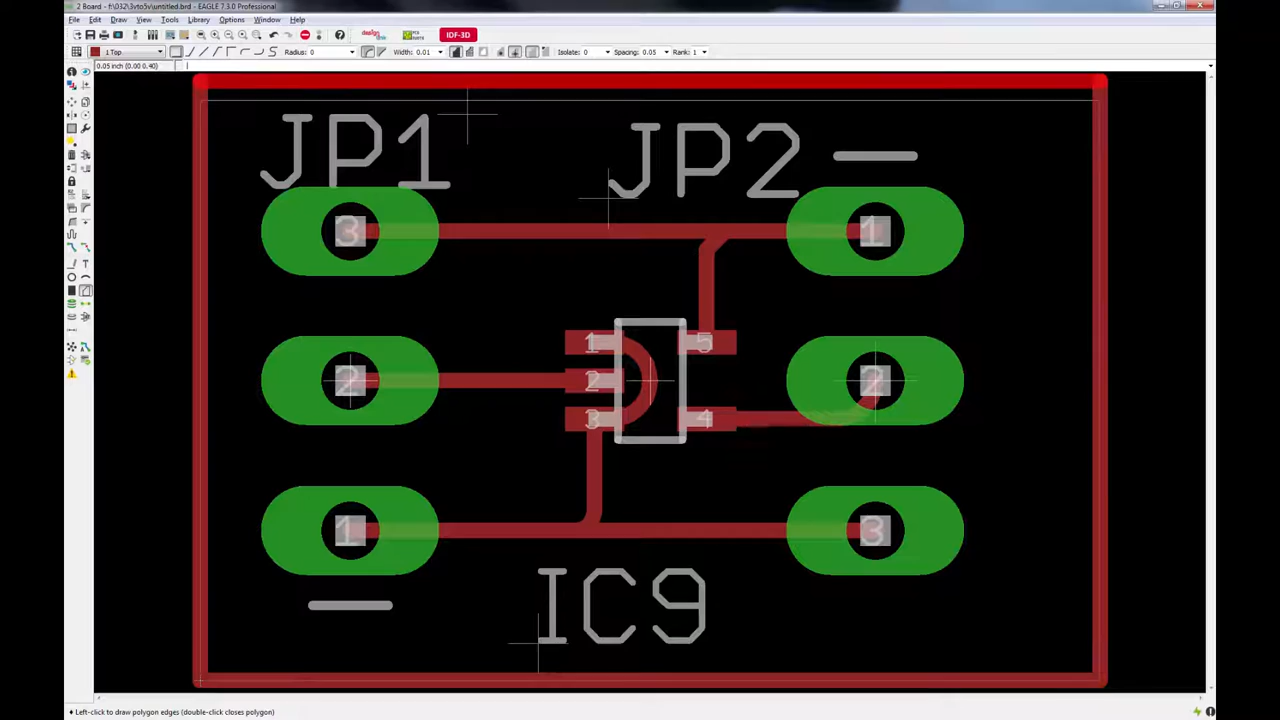 2 Board - f:\032\3vto5v\untitled.brd - EAGLE 7.3.0 Professional
File Edit Draw View Tools Library Options Window Help
IDF-3D
1 Top Radius: 0 Width: 0.01 Isolate: 0 Spacing: 0.05 Rank: 1
0.05 inch (0.00 0.40)
JP1 JP2
3 1
1 5
2 2 2
3 4
1 3
IC9
Left-click to draw polygon edges (double-click closes polygon)